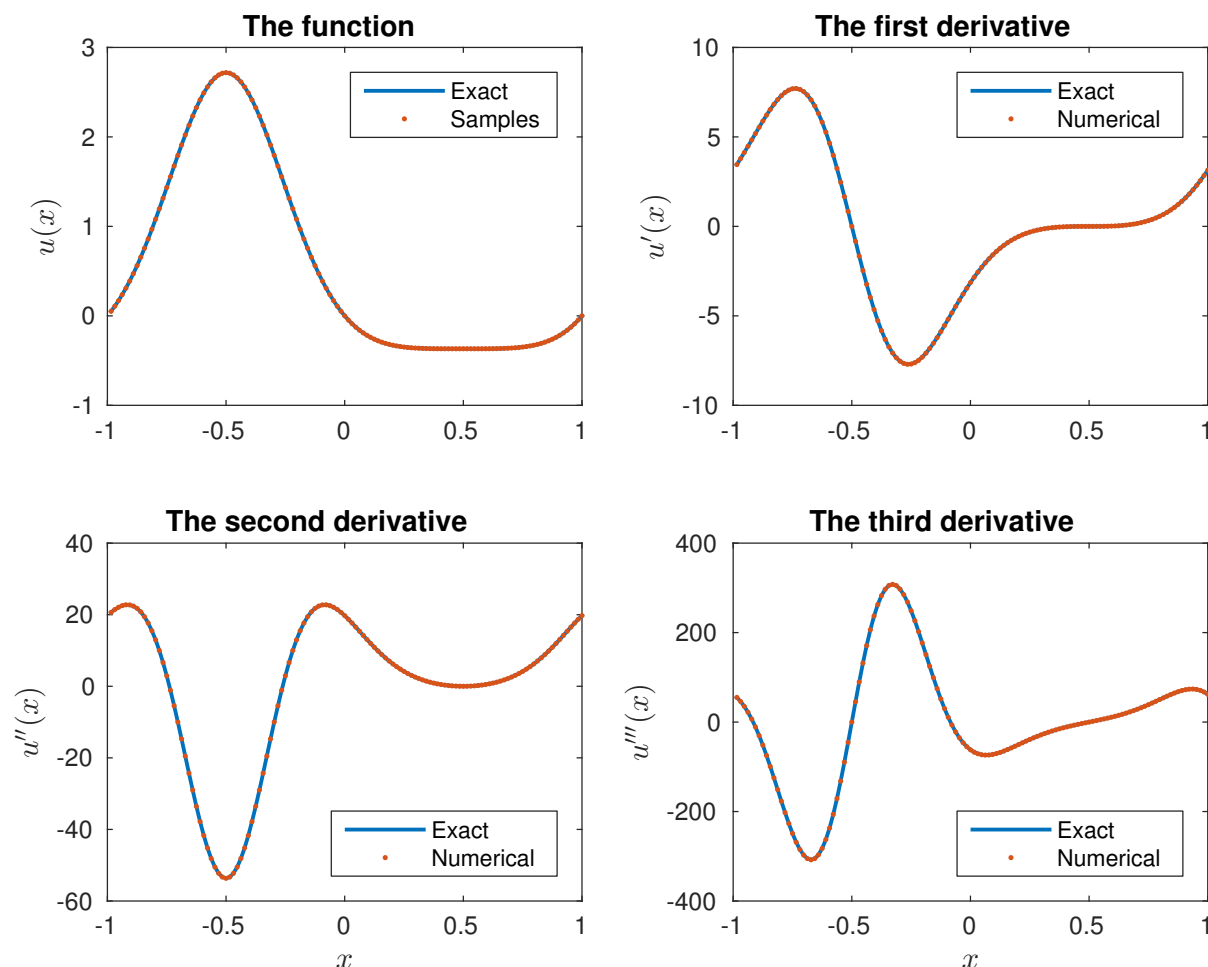 The function
3
2
1
0
-1
-1 -0.5 0 0.5 1
u(x)
Exact
Samples
The first derivative
10
5
0
-5
-10
-1 -0.5 0 0.5 1
u′(x)
Exact
Numerical
The second derivative
40
20
0
-20
-40
-60
-1 -0.5 0 0.5 1
u′′(x)
x
Exact
Numerical
The third derivative
400
200
0
-200
-400
-1 -0.5 0 0.5 1
u′′′(x)
x
Exact
Numerical